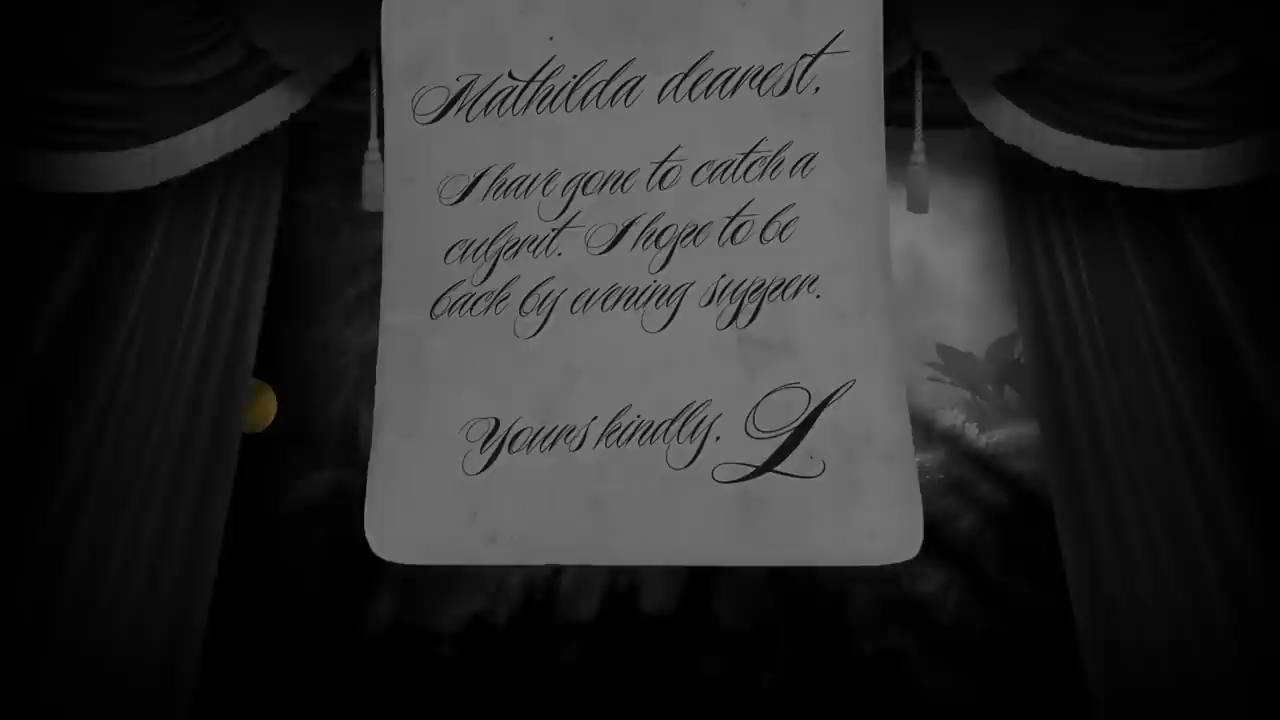 Mathilda dearest,
I have gone to catch a
culprit. I hope to be
back by evening supper.
Yours kindly, L.